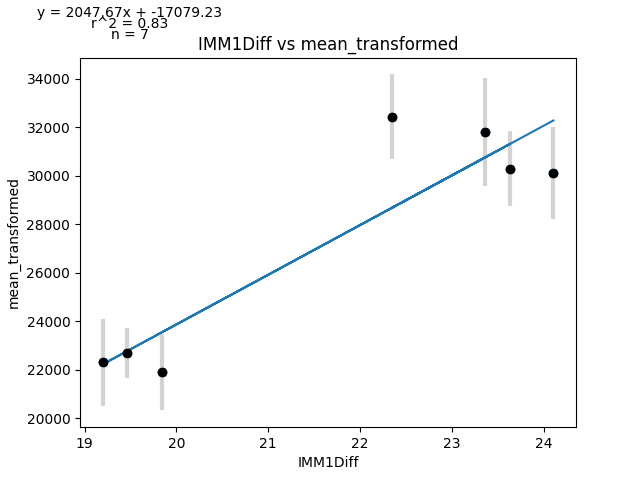 y = 2047.67x + -17079.23
r^2 = 0.83
n = 7
IMM1Diff vs mean_transformed
34000
32000
30000
28000
26000
24000
22000
20000
mean_transformed
19 20 21 22 23 24
IMM1Diff